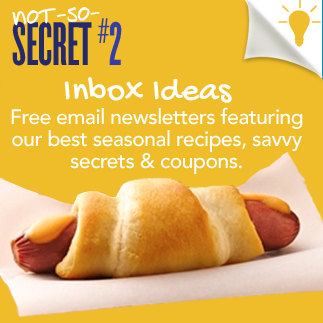 not-so-
SECRET #2
Inbox Ideas
Free email newsletters featuring
our best seasonal recipes, savvy
secrets & coupons.